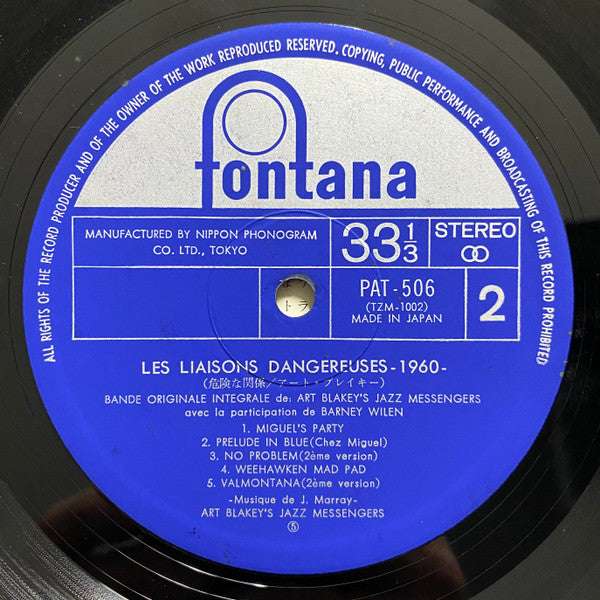 ALL RIGHTS OF THE RECORD PRODUCER AND OF THE OWNER OF THE WORK REPRODUCED RESERVED. COPYING, PUBLIC PERFORMANCE AND BROADCASTING OF THIS RECORD PROHIBITED
fontana
MANUFACTURED BY NIPPON PHONOGRAM
CO. LTD., TOKYO
33 1/3
STEREO
PAT-506
(TZM-1002)
MADE IN JAPAN
2
LES LIAISONS DANGEREUSES-1960-
(危険な関係/アート・ブレイキー)
BANDE ORIGINALE INTEGRALE de: ART BLAKEY'S JAZZ MESSENGERS
avec la participation de BARNEY WILEN
1. MIGUEL'S PARTY
2. PRELUDE IN BLUE(Chez Miguel)
3. NO PROBLEM(2ème version)
4. WEEHAWKEN MAD PAD
5. VALMONTANA(2ème version)
-Musique de J. Marray-
ART BLAKEY'S JAZZ MESSENGERS
⑤